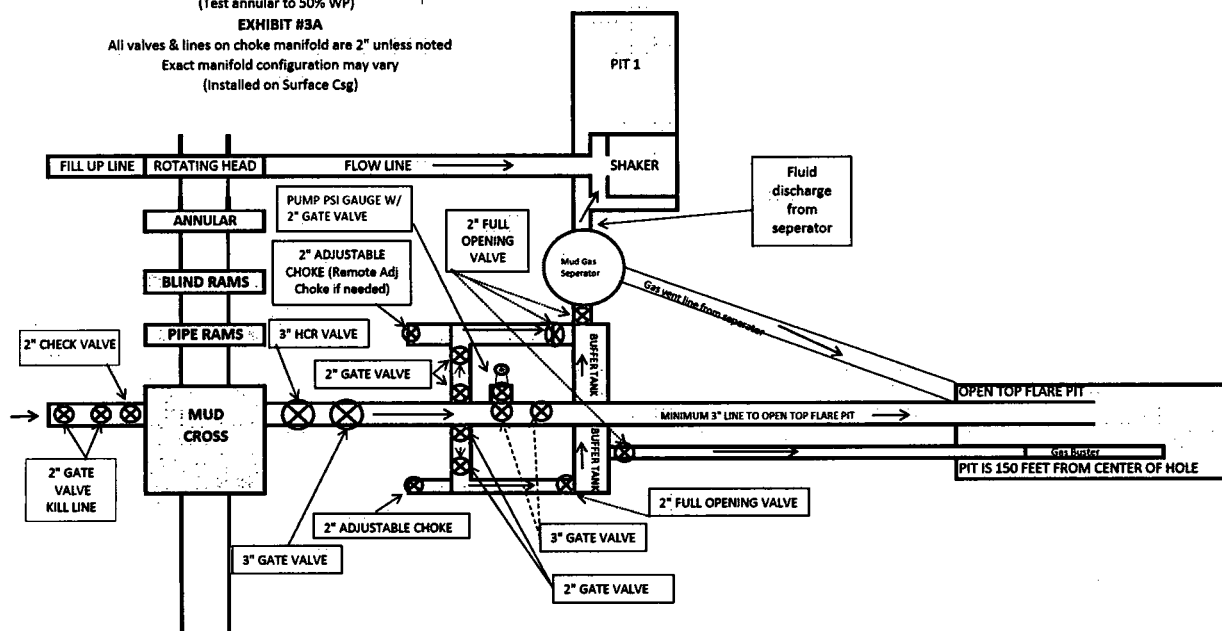 (Test annular to 50% WP)
EXHIBIT #3A
All valves & lines on choke manifold are 2" unless noted
Exact manifold configuration may vary
(Installed on Surface Csg)
PIT 1
FILL UP LINE
ROTATING HEAD
FLOW LINE
SHAKER
Fluid
discharge
from
seperator
PUMP PSI GAUGE W/
2" GATE VALVE
ANNULAR
2" FULL
OPENING
VALVE
2" ADJUSTABLE
CHOKE (Remote Adj
Choke if needed)
Mud Gas
Seperator
BLIND RAMS
Gas vent line from seperator
PIPE RAMS
3" HCR VALVE
2" CHECK VALVE
2" GATE VALVE
BUFFER TANK
OPEN TOP FLARE PIT
MUD
CROSS
MINIMUM 3" LINE TO OPEN TOP FLARE PIT
BUFFER TANK
Gas Buster
PIT IS 150 FEET FROM CENTER OF HOLE
2" GATE
VALVE
KILL LINE
2" FULL OPENING VALVE
2" ADJUSTABLE CHOKE
3" GATE VALVE
3" GATE VALVE
2" GATE VALVE